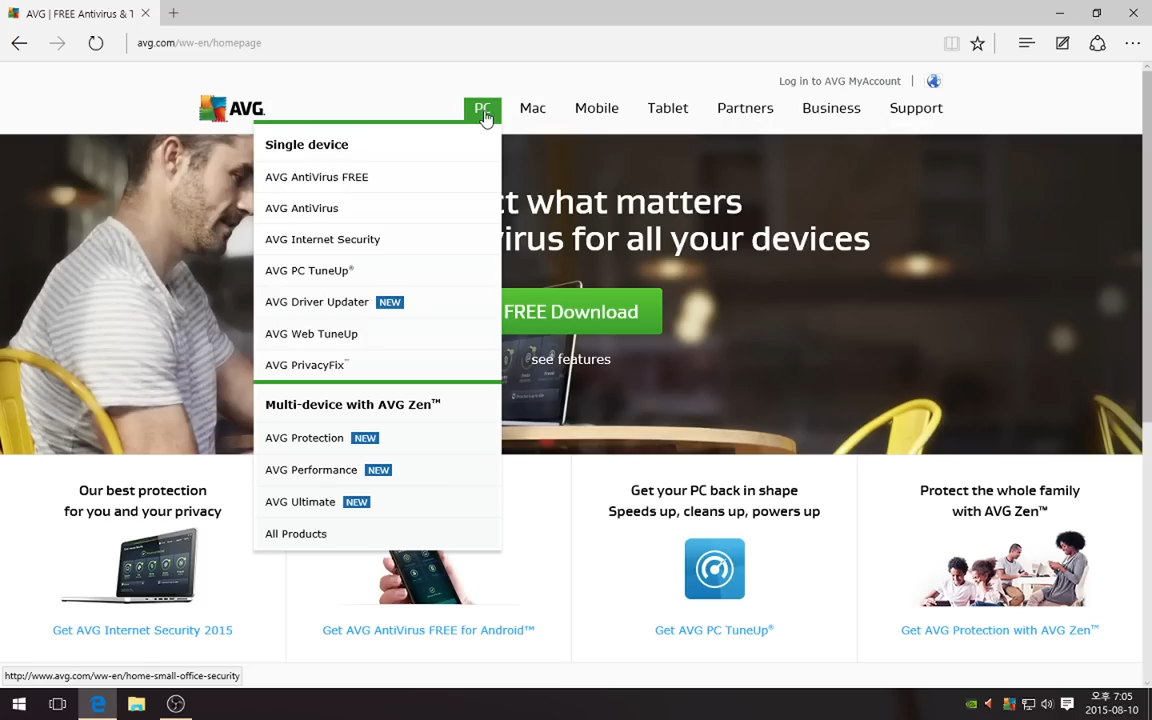 AVG | FREE Antivirus & T
avg.com/ww-en/homepage
Log in to AVG MyAccount |
AVG.
PC Mac Mobile Tablet Partners Business Support
Single device
AVG AntiVirus FREE
AVG AntiVirus
AVG Internet Security
AVG PC TuneUp®
AVG Driver Updater NEW
AVG Web TuneUp
AVG PrivacyFix™
Multi-device with AVG Zen™
AVG Protection NEW
AVG Performance NEW
AVG Ultimate NEW
All Products
ct what matters
virus for all your devices
FREE Download
see features
Our best protection
for you and your privacy
Get AVG Internet Security 2015
Get AVG AntiVirus FREE for Android™
Get your PC back in shape
Speeds up, cleans up, powers up
Get AVG PC TuneUp®
Protect the whole family
with AVG Zen™
Get AVG Protection with AVG Zen™
http://www.avg.com/ww-en/home-small-office-security
오후 7:05
2015-08-10